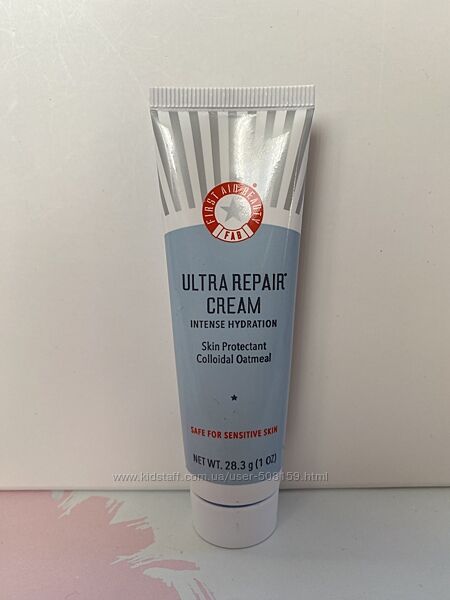 FIRST AID BEAUTY
FAB
ULTRA REPAIR®
CREAM
INTENSE HYDRATION
Skin Protectant
Colloidal Oatmeal
SAFE FOR SENSITIVE SKIN
www.kidstaff.com.ua/user-508159.html
NET WT. 28.3 g (1 OZ)